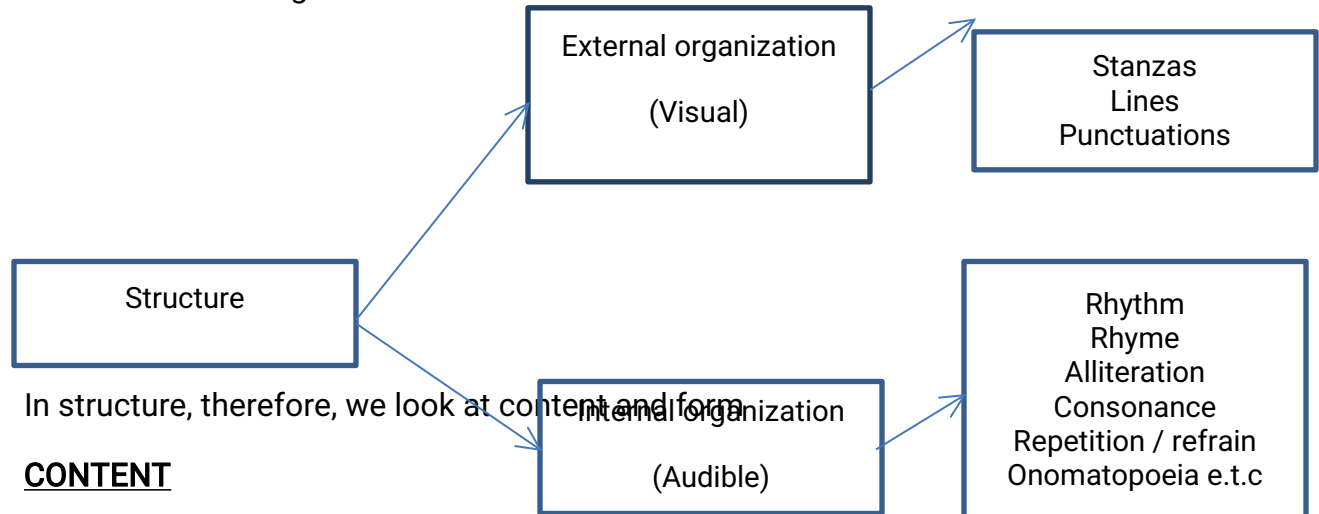 External organization
(Visual)
Stanzas
Lines
Punctuations
Structure
In structure, therefore, we look at content and form
Internal organization
(Audible)
Rhythm
Rhyme
Alliteration
Consonance
Repetition / refrain
Onomatopoeia e.t.c
CONTENT